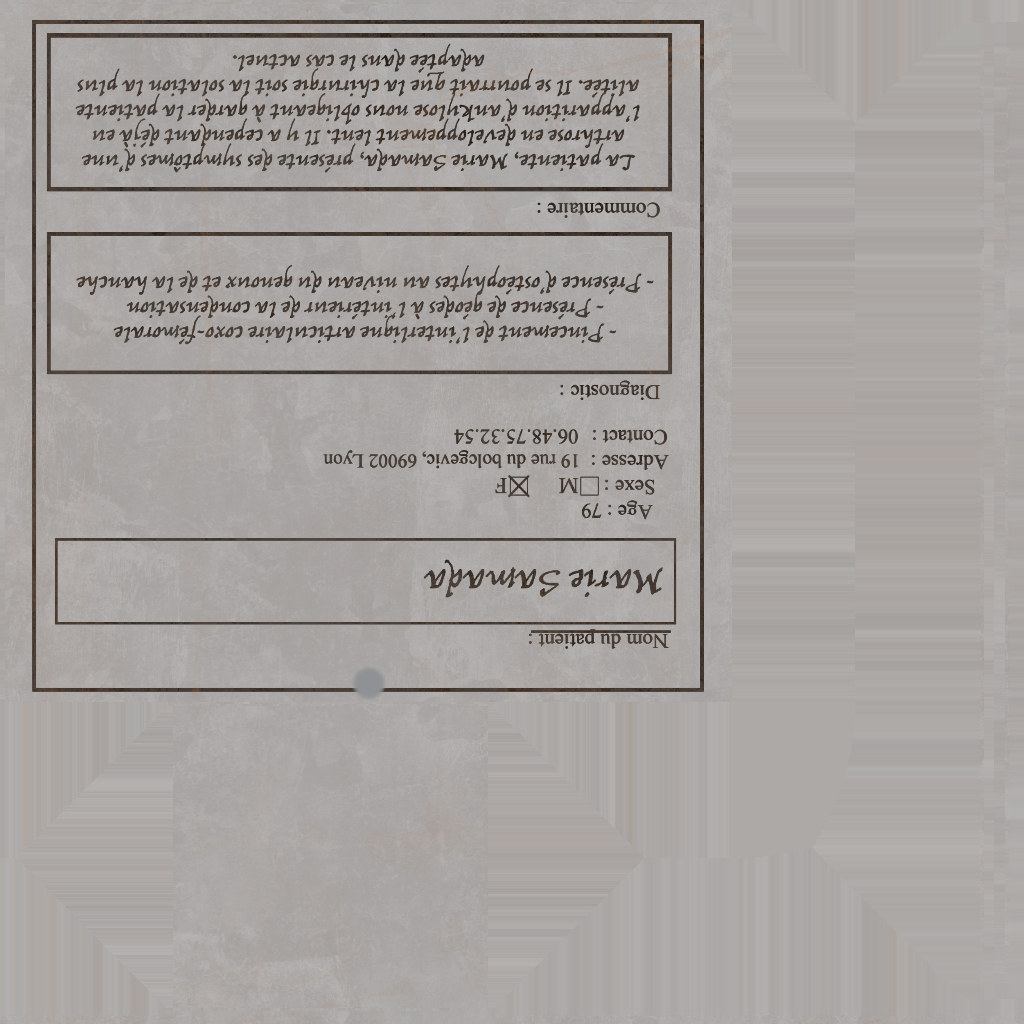 Nom du patient :
Marie Samada
Age : 79
Sexe : M F
Adresse : 19 rue du bolcgevic, 69002 Lyon
Contact : 06.48.75.32.54
Diagnostic :
- Pincement de l'interligne articulaire coxo-fémorale
- Présence de géodes à l'intérieur de la condensation
- Présence d'ostéophytes au niveau du genoux et de la hanche
Commentaire :
La patiente, Marie Samada, présente des symptômes d'une
arthrose en developpement lent. Il y a cependant déjà eu
l'apparition d'ankylose nous obligeant à garder la patiente
alitée. Il se pourrait que la chirurgie soit la solation la plus
adaptée dans le cas actuel.